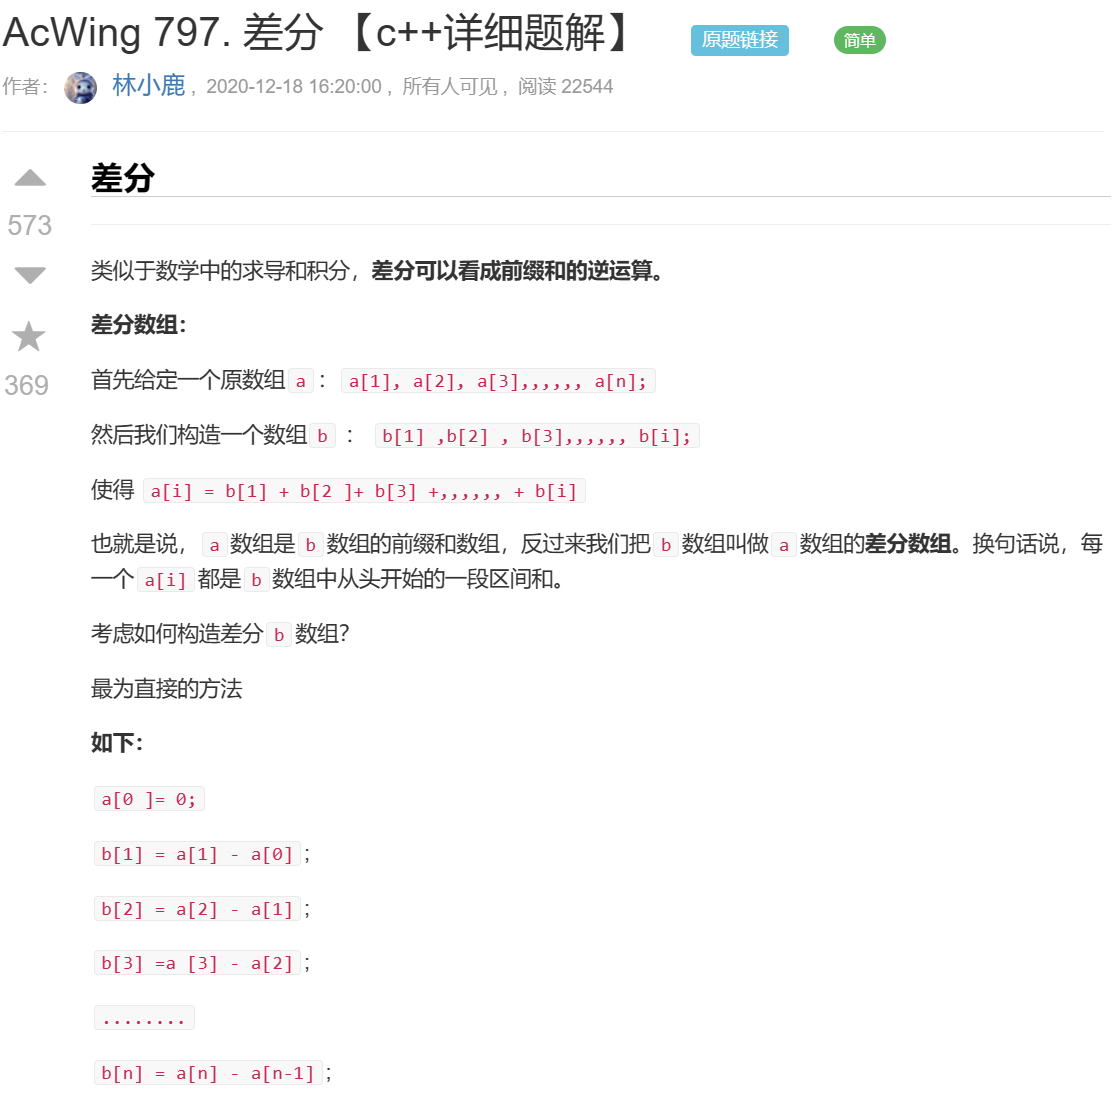 AcWing 797. 差分 【c++详细题解】 原题链接 简单
作者： 林小鹿 ， 2020-12-18 16:20:00 ， 所有人可见 ， 阅读 22544
573
369
差分
类似于数学中的求导和积分，差分可以看成前缀和的逆运算。
差分数组：
首先给定一个原数组 a ： a[1], a[2], a[3],,,,,, a[n];
然后我们构造一个数组 b ： b[1] ,b[2] , b[3],,,,,, b[i];
使得 a[i] = b[1] + b[2 ]+ b[3] +,,,,,, + b[i]
也就是说， a 数组是 b 数组的前缀和数组，反过来我们把 b 数组叫做 a 数组的差分数组。换句话说，每
一个 a[i] 都是 b 数组中从头开始的一段区间和。
考虑如何构造差分 b 数组？
最为直接的方法
如下：
a[0 ]= 0;
b[1] = a[1] - a[0] ;
b[2] = a[2] - a[1] ;
b[3] =a [3] - a[2] ;
........
b[n] = a[n] - a[n-1] ;